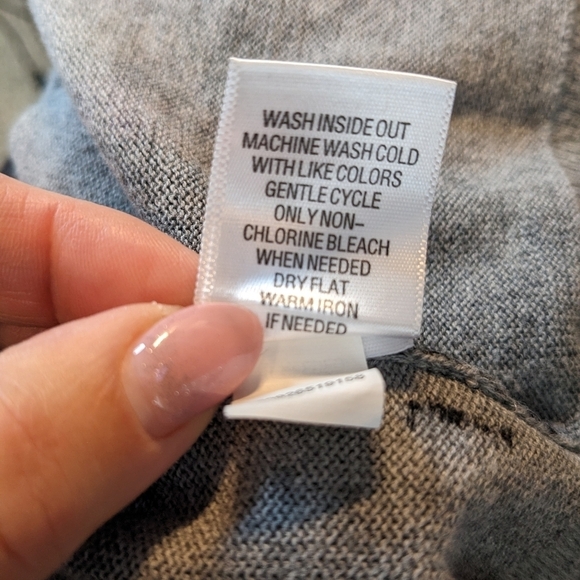 WASH INSIDE OUT
MACHINE WASH COLD
WITH LIKE COLORS
GENTLE CYCLE
ONLY NON-
CHLORINE BLEACH
WHEN NEEDED
DRY FLAT
WARM IRON
IF NEEDED